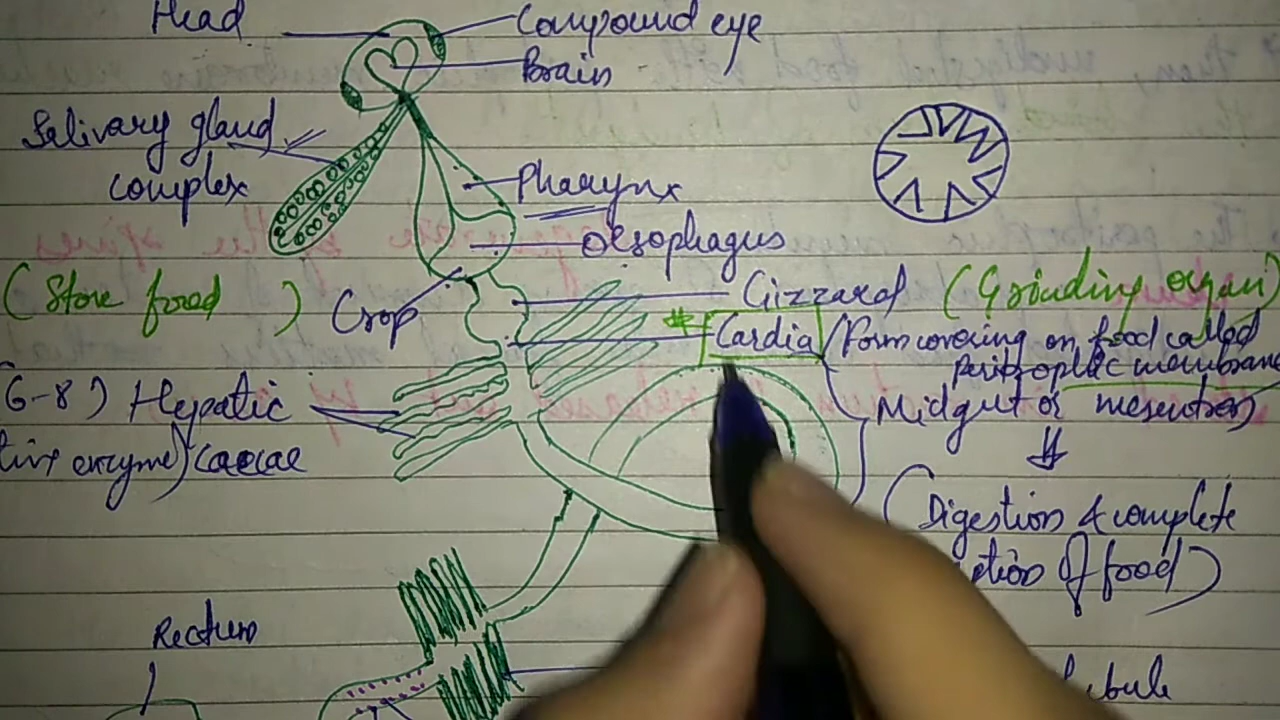 Head
Compound eye
Brain
Salivary gland
complex
Pharynx
Oesophagus
(Store food)
Crop
Gizzard (Grinding organ)
# Cardia (Form covering on food called
peritrophic membrane
(6-8) Hepatic
enzyme) caecae
Midgut or mesentron
(Digestion & complete
of food)
Rectum